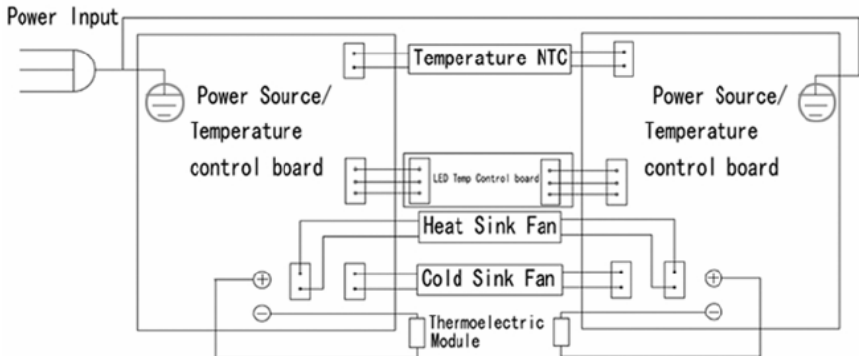 Power Input
Temperature NTC
Power Source/
Temperature
control board
Power Source/
Temperature
control board
LED Temp Control board
Heat Sink Fan
Cold Sink Fan
Thermoelectric
Module